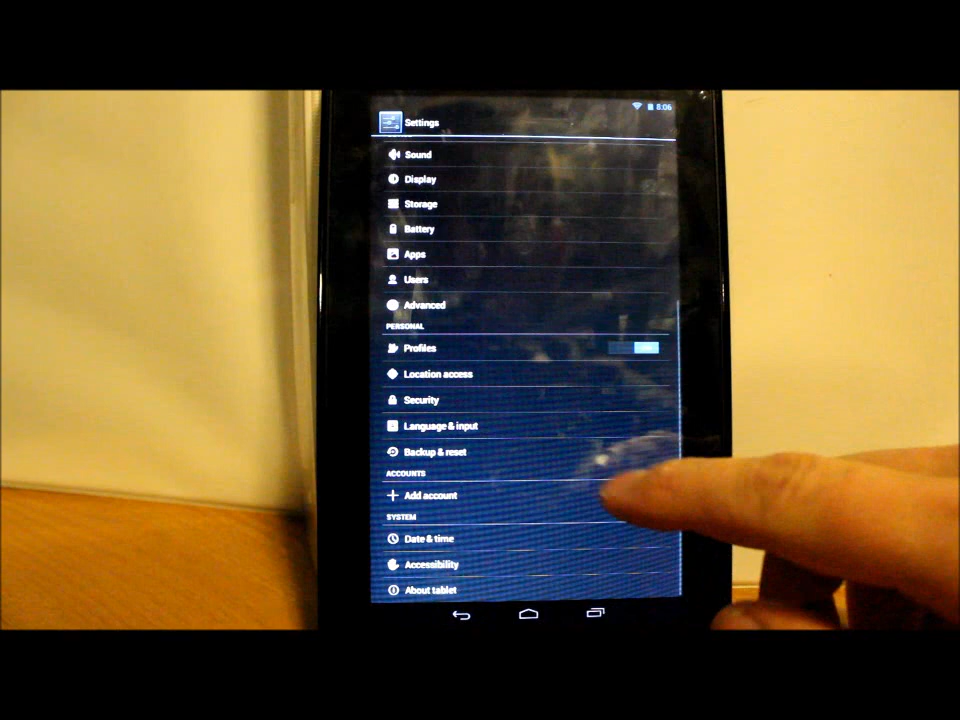 8:06
Settings
Sound
Display
Storage
Battery
Apps
Users
Advanced
PERSONAL
Profiles
Location access
Security
Language & input
Backup & reset
ACCOUNTS
Add account
SYSTEM
Date & time
Accessibility
About tablet